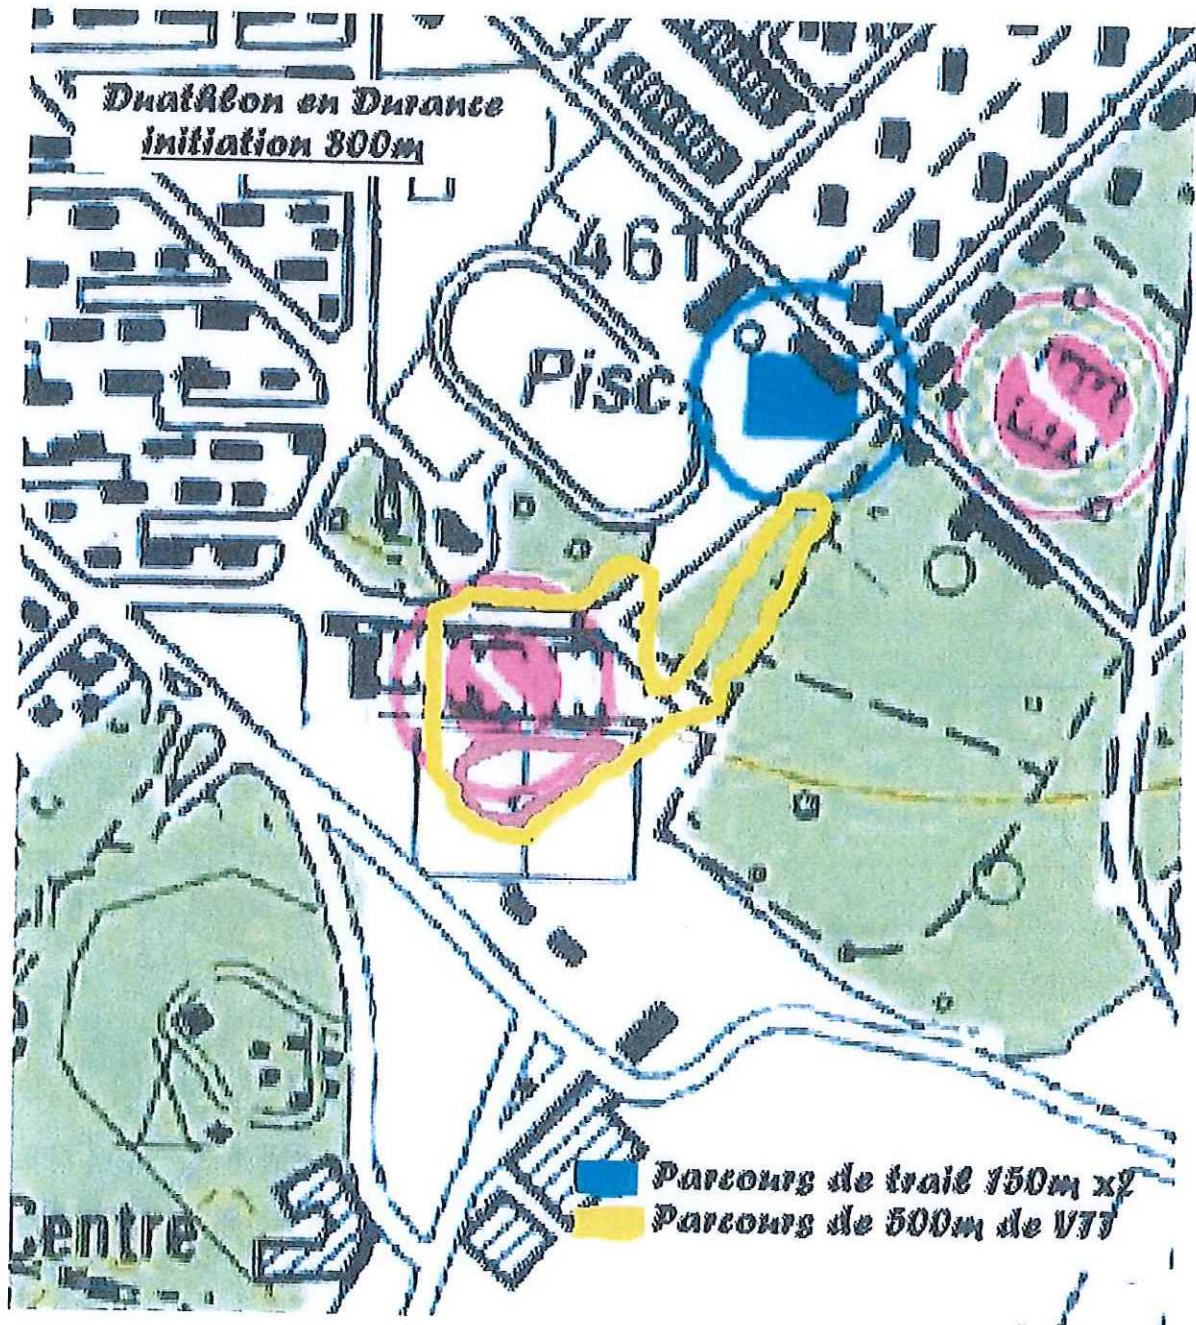 Duathlon en Durance
initiation 800m
461
Pisc.
Parcours de trail 150m x2
Parcours de 500m de VTT
Centre